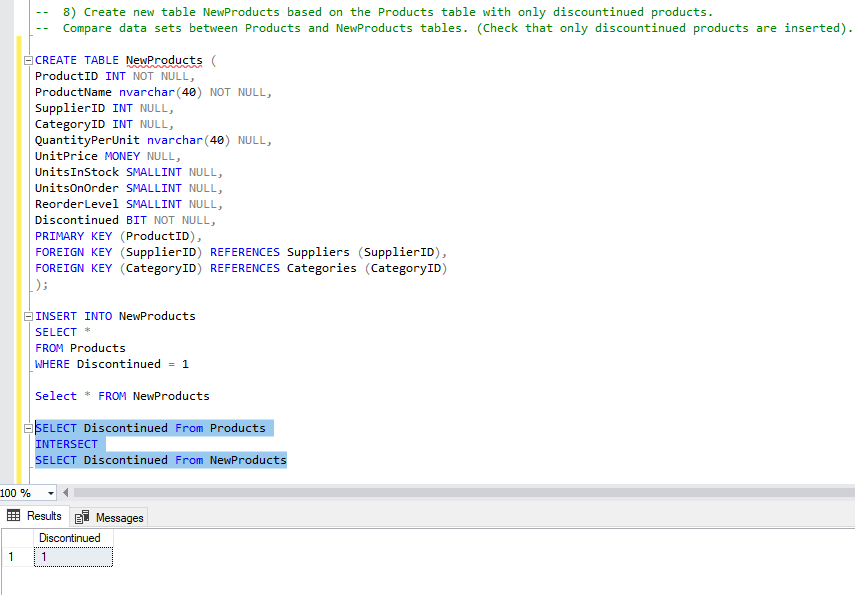 -- 8) Create new table NewProducts based on the Products table with only discountinued products.
-- Compare data sets between Products and NewProducts tables. (Check that only discountinued products are inserted).
CREATE TABLE NewProducts (
ProductID INT NOT NULL,
ProductName nvarchar(40) NOT NULL,
SupplierID INT NULL,
CategoryID INT NULL,
QuantityPerUnit nvarchar(40) NULL,
UnitPrice MONEY NULL,
UnitsInStock SMALLINT NULL,
UnitsOnOrder SMALLINT NULL,
ReorderLevel SMALLINT NULL,
Discontinued BIT NOT NULL,
PRIMARY KEY (ProductID),
FOREIGN KEY (SupplierID) REFERENCES Suppliers (SupplierID),
FOREIGN KEY (CategoryID) REFERENCES Categories (CategoryID)
);
INSERT INTO NewProducts
SELECT *
FROM Products
WHERE Discontinued = 1
Select * FROM NewProducts
SELECT Discontinued From Products
INTERSECT
SELECT Discontinued From NewProducts
100 %
Results Messages
Discontinued
1 1